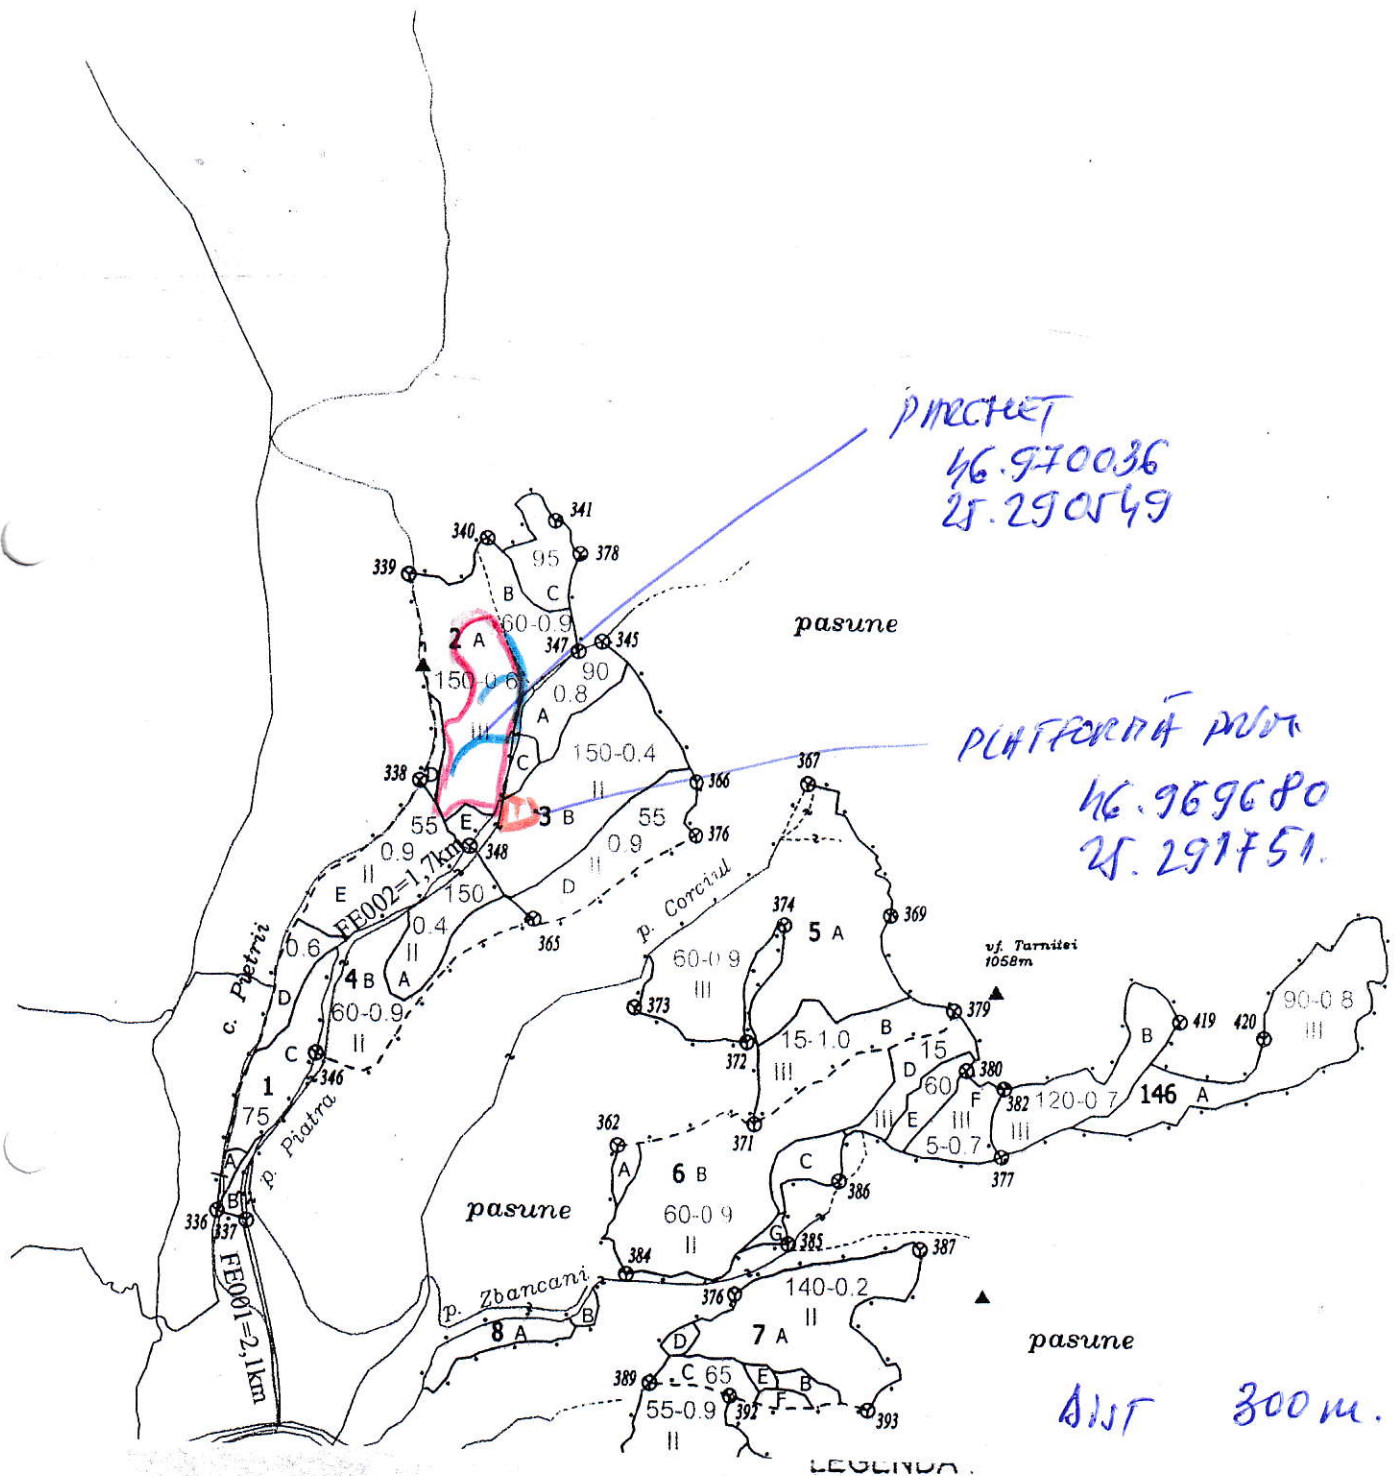 PARCHET
46.970036
25.290549
341
340
378
95
339
B
C
60-0.9
2 A
347
345
pasune
90
150-0.6
0.8
A
III
C
150-0.4
II
PLATFORMĂ
367
338
D
366
46.969680
25.291751.
55
E
3 B
55
376
0.9
0.9
II
348
II
E
FE002=1,7km
150
D
p. Corciul
374
369
365
5 A
0.4
0.6
II
vf. Tarnitei
1058m
c. Pietrii
60-0.9
III
4 B
A
90-0.8
III
D
60-0.9
II
373
379
B
419
420
C
346
372
15-1.0
B
III
15
D
380
60
F
382
120-0.7
146 A
1
75
p. Piatra
III
E
III
5-0.7
III
362
371
A
377
A
6 B
C
386
B
336
337
pasune
60-0.9
II
G
385
387
FE001=2,1km
384
p. Zbancani
376
140-0.2
II
B
8 A
7 A
D
pasune
389
C 65
E
B
F
55-0.9
392
393
II
DIST 300 m.
LEGENDA